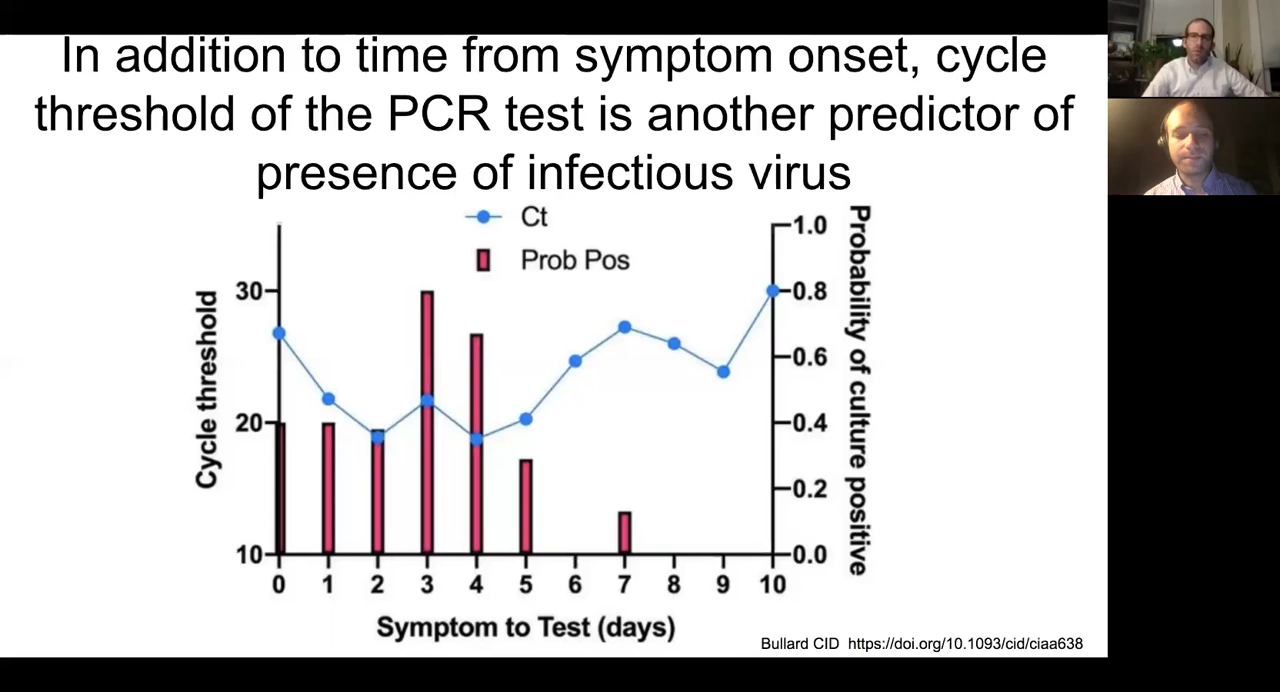 In addition to time from symptom onset, cycle
threshold of the PCR test is another predictor of
presence of infectious virus
Ct
Prob Pos
Cycle threshold
30
20
10
1.0
0.8
0.6
0.4
0.2
0.0
Probability of culture positive
0 1 2 3 4 5 6 7 8 9 10
Symptom to Test (days)
Bullard CID https://doi.org/10.1093/cid/ciaa638